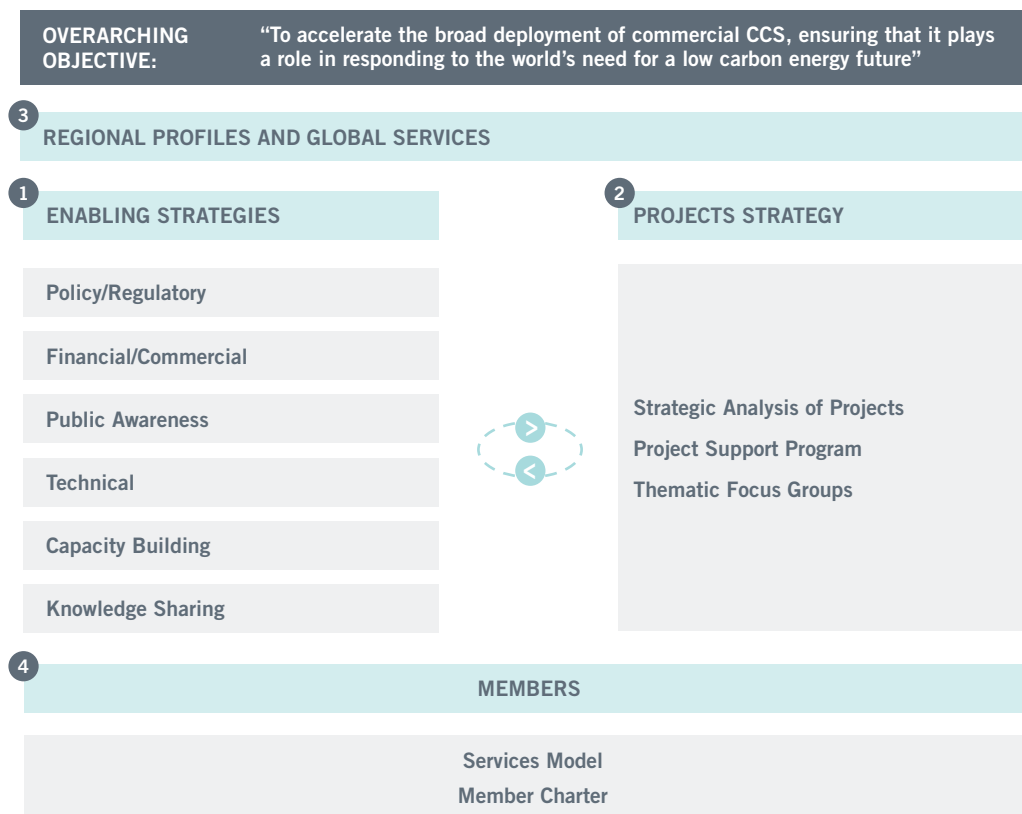 OVERARCHING
OBJECTIVE:
“To accelerate the broad deployment of commercial CCS, ensuring that it plays
a role in responding to the world’s need for a low carbon energy future”
3
REGIONAL PROFILES AND GLOBAL SERVICES
1
ENABLING STRATEGIES
Policy/Regulatory
Financial/Commercial
Public Awareness
Technical
Capacity Building
Knowledge Sharing
>
<
2
PROJECTS STRATEGY
Strategic Analysis of Projects
Project Support Program
Thematic Focus Groups
4
MEMBERS
Services Model
Member Charter